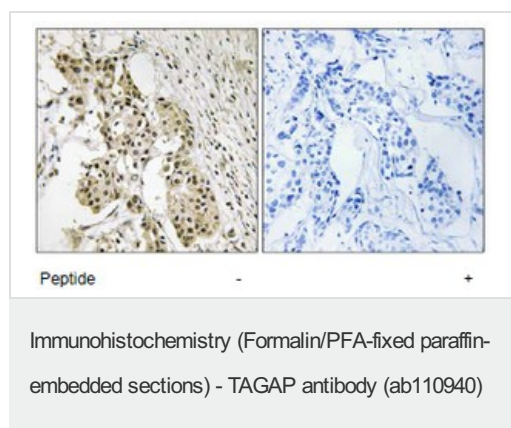 Peptide - +
Immunohistochemistry (Formalin/PFA-fixed paraffin-
embedded sections) - TAGAP antibody (ab110940)